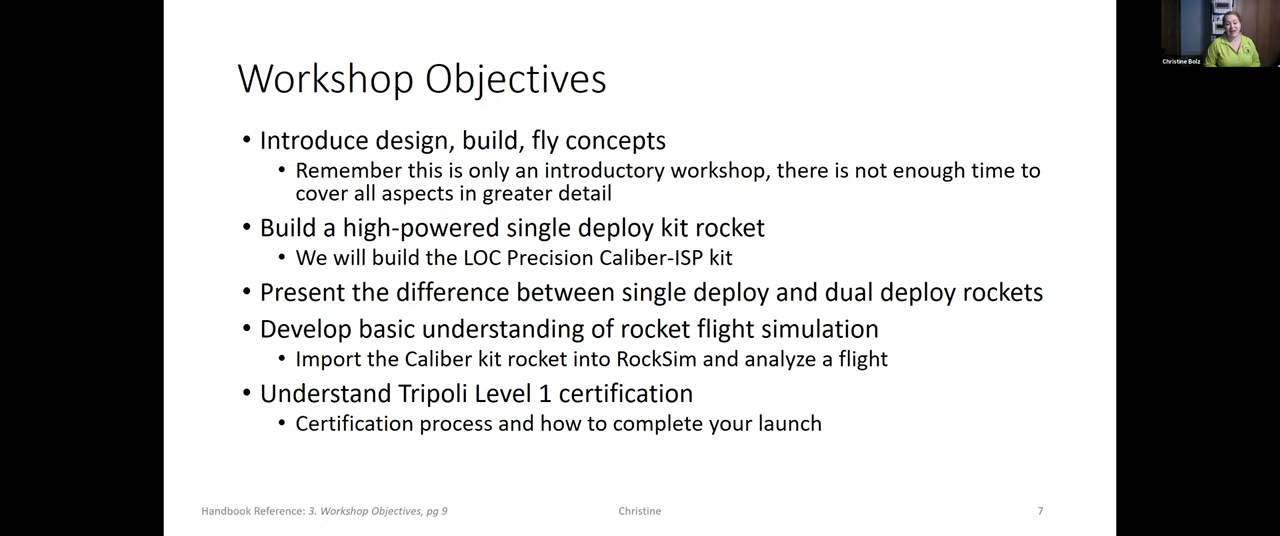 Christine Bolz
Workshop Objectives
• Introduce design, build, fly concepts
• Remember this is only an introductory workshop, there is not enough time to
cover all aspects in greater detail
• Build a high-powered single deploy kit rocket
• We will build the LOC Precision Caliber-ISP kit
• Present the difference between single deploy and dual deploy rockets
• Develop basic understanding of rocket flight simulation
• Import the Caliber kit rocket into RockSim and analyze a flight
• Understand Tripoli Level 1 certification
• Certification process and how to complete your launch
Handbook Reference: 3. Workshop Objectives, pg 9
Christine
7